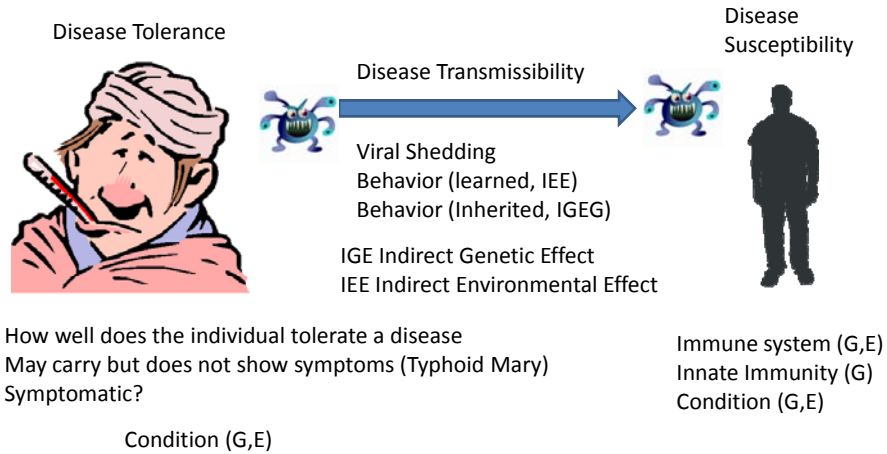 Disease Tolerance
Disease Transmissibility
Disease
Susceptibility
Viral Shedding
Behavior (learned, IEE)
Behavior (Inherited, IGEG)
IGE Indirect Genetic Effect
IEE Indirect Environmental Effect
How well does the individual tolerate a disease
May carry but does not show symptoms (Typhoid Mary)
Symptomatic?
Condition (G,E)
Immune system (G,E)
Innate Immunity (G)
Condition (G,E)